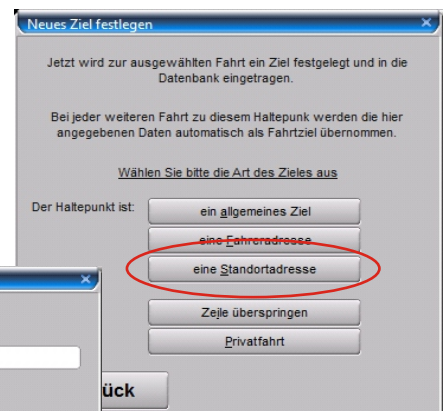 Neues Ziel festlegen
Jetzt wird zur ausgewählten Fahrt ein Ziel festgelegt und in die
Datenbank eingetragen.
Bei jeder weiteren Fahrt zu diesem Haltepunk werden die hier
angegebenen Daten automatisch als Fahrtziel übernommen.
Wählen Sie bitte die Art des Zieles aus
Der Haltepunkt ist:
ein allgemeines Ziel
eine Fahreradresse
eine Standortadresse
Zeile überspringen
Privatfahrt
ück